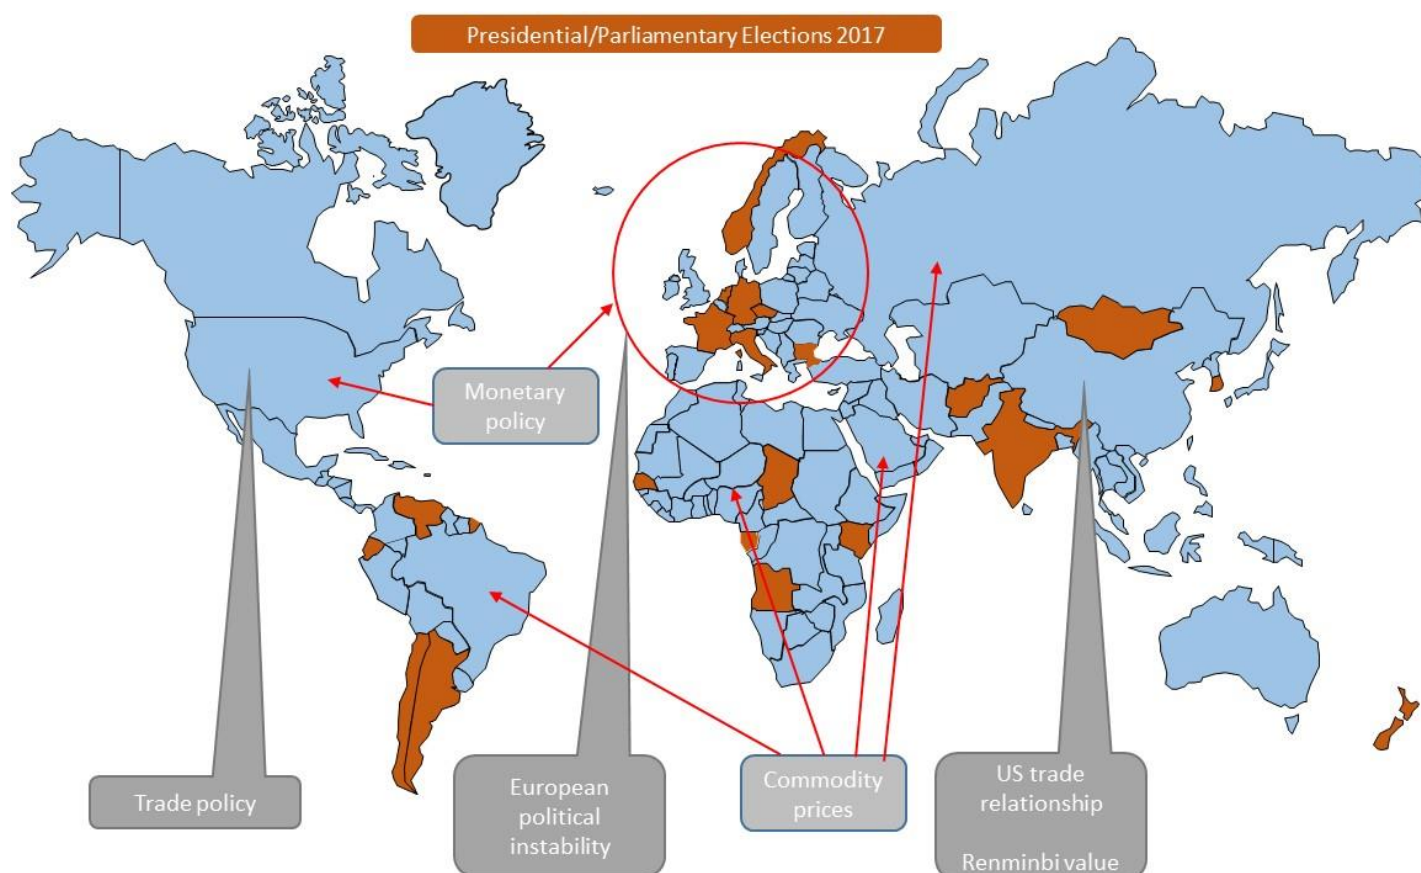 Presidential/Parliamentary Elections 2017
Monetary
policy
Trade policy
European
political
instability
Commodity
prices
US trade
relationship
Renminbi value